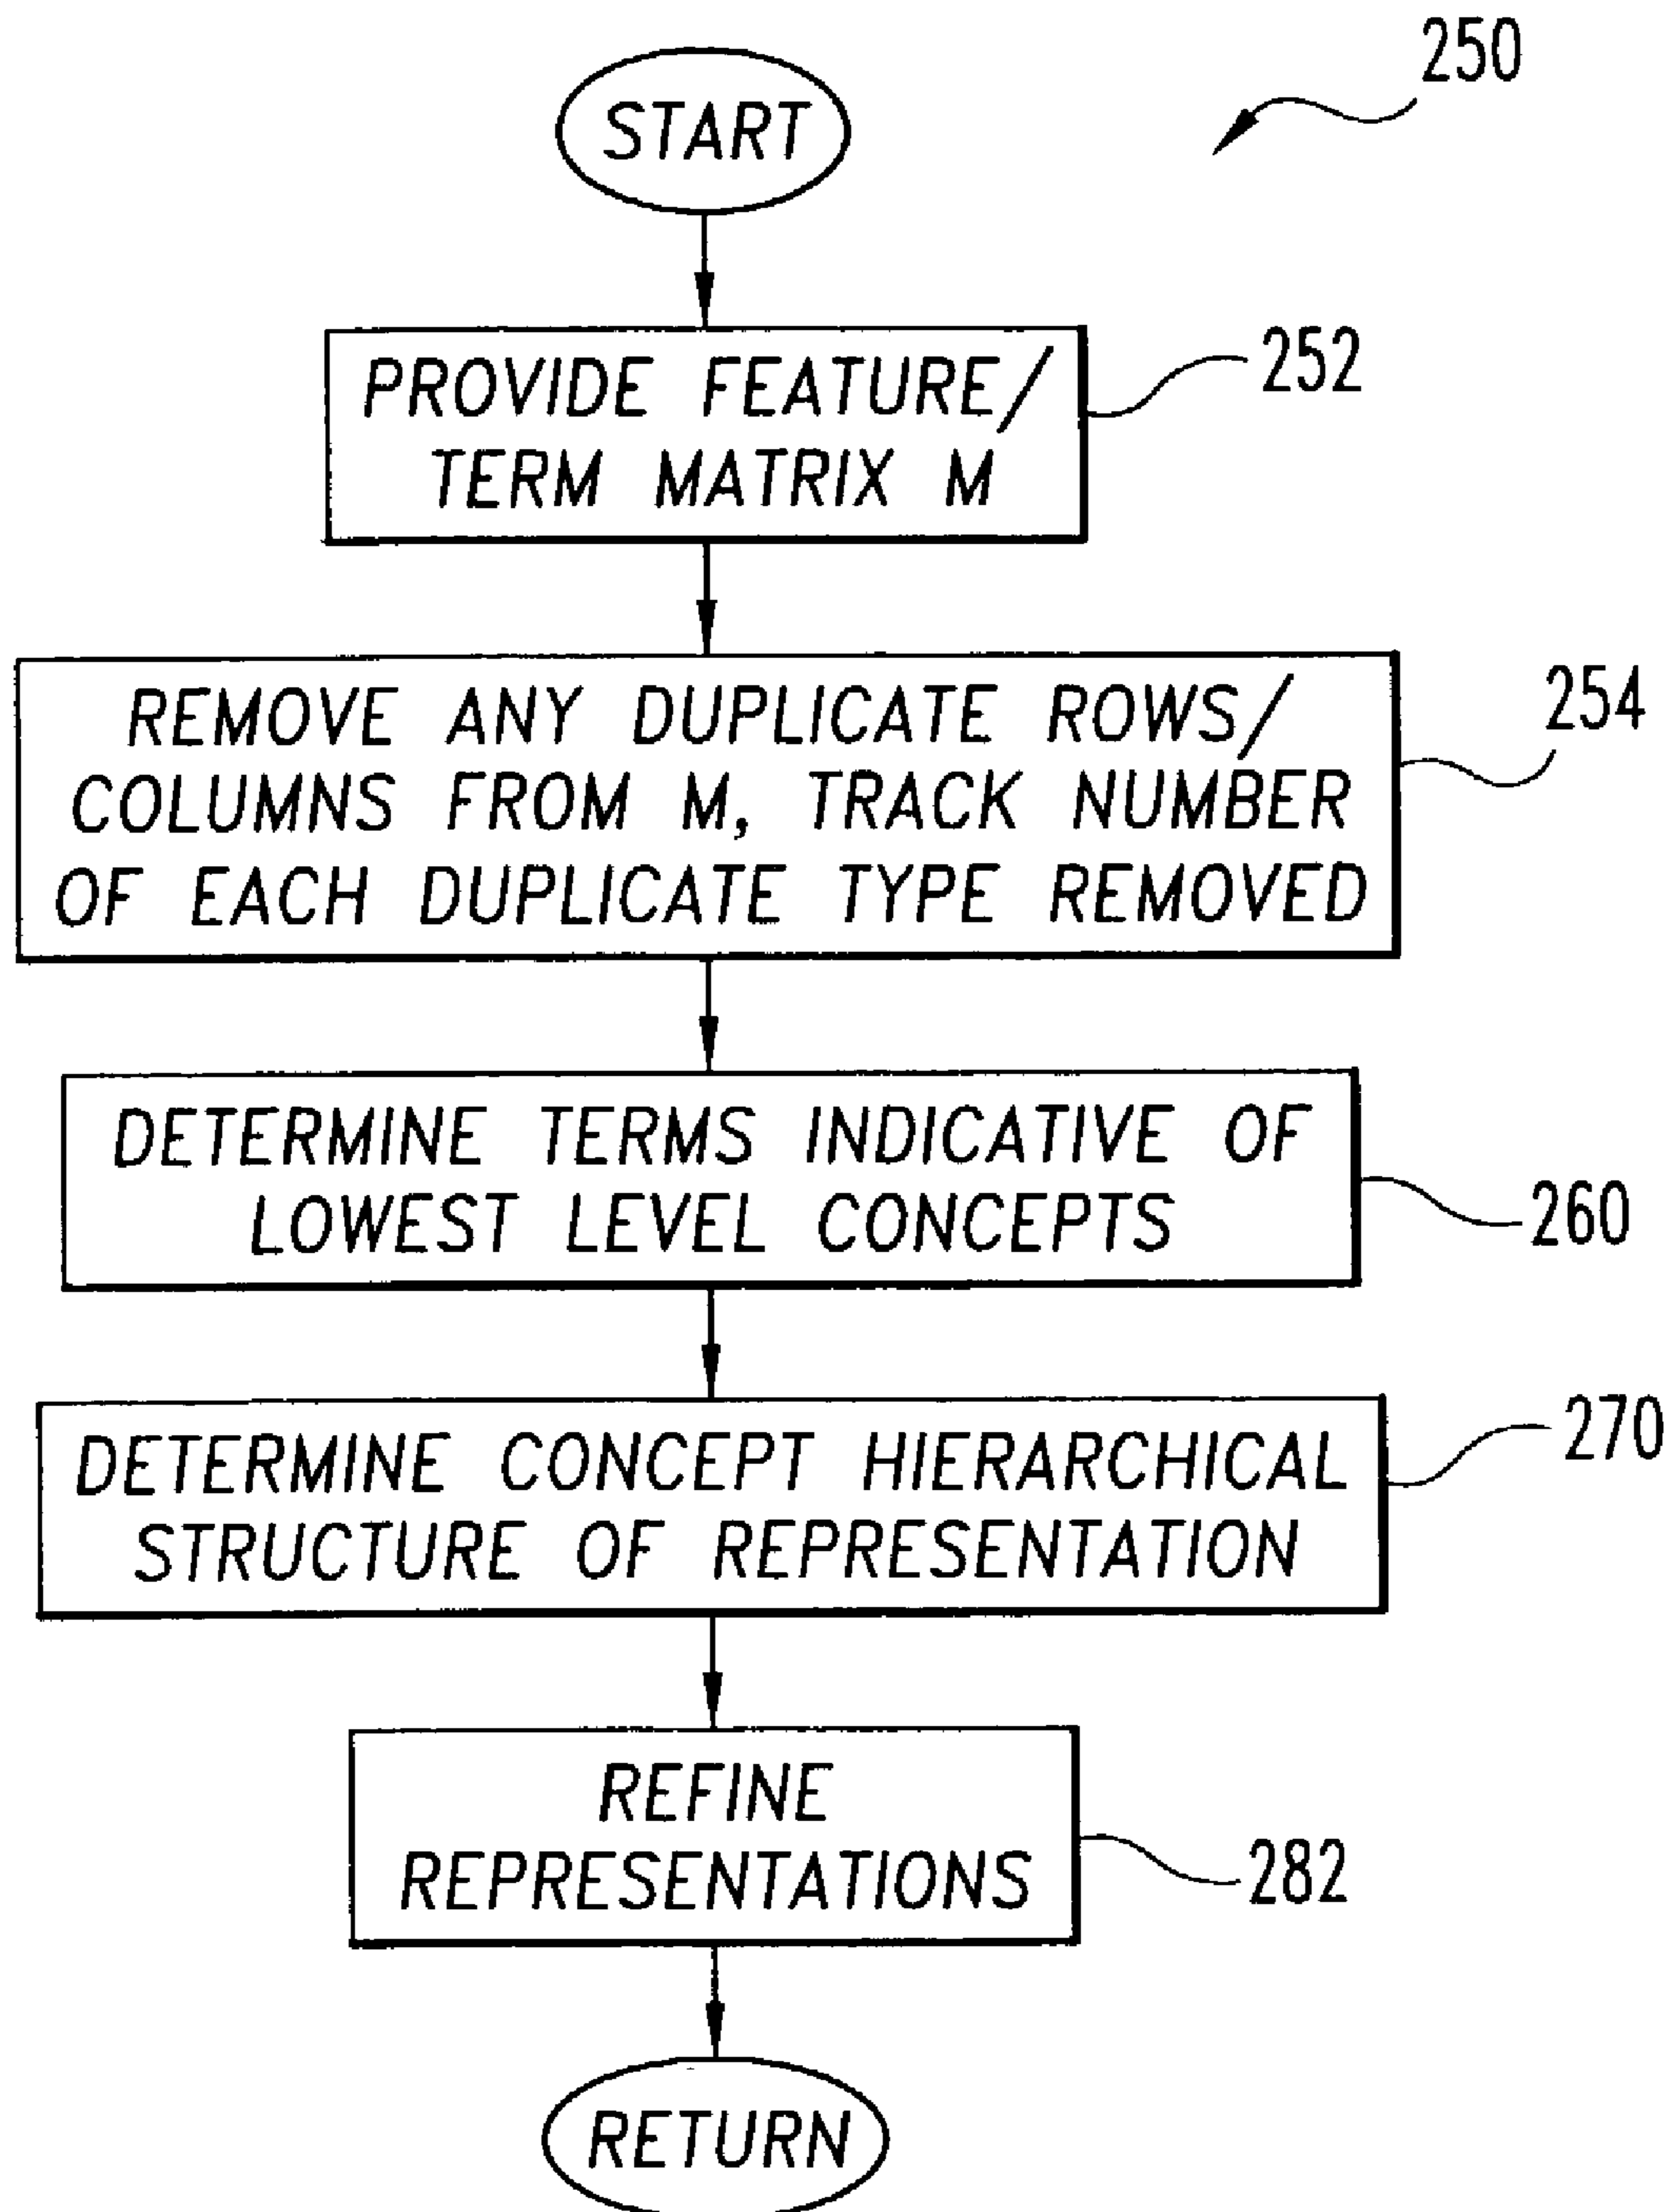 250
START
PROVIDE FEATURE/
TERM MATRIX M
252
REMOVE ANY DUPLICATE ROWS/
COLUMNS FROM M, TRACK NUMBER
OF EACH DUPLICATE TYPE REMOVED
254
DETERMINE TERMS INDICATIVE OF
LOWEST LEVEL CONCEPTS
260
DETERMINE CONCEPT HIERARCHICAL
STRUCTURE OF REPRESENTATION
270
REFINE
REPRESENTATIONS
282
RETURN